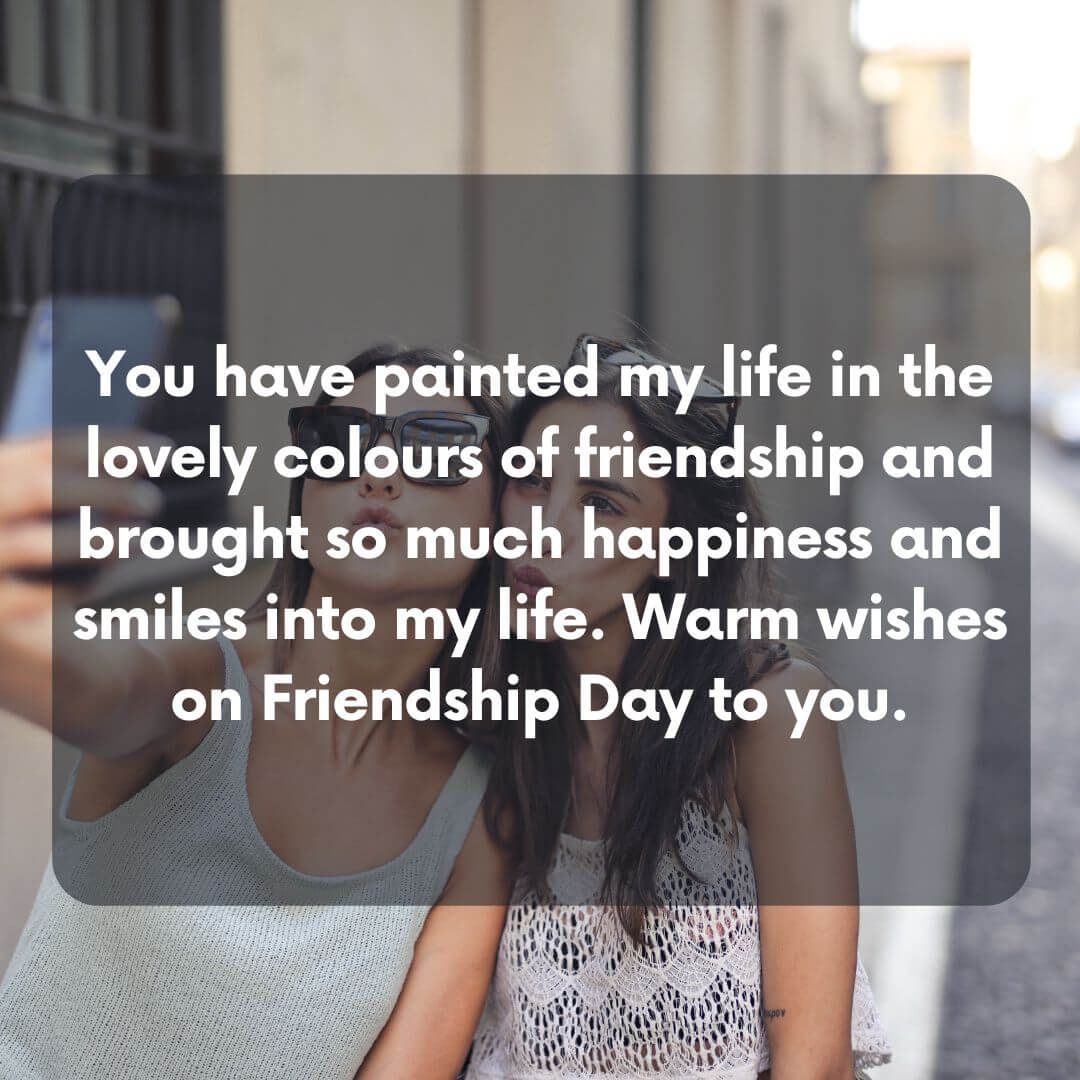 You have painted my life in the
lovely colours of friendship and
brought so much happiness and
smiles into my life. Warm wishes
on Friendship Day to you.